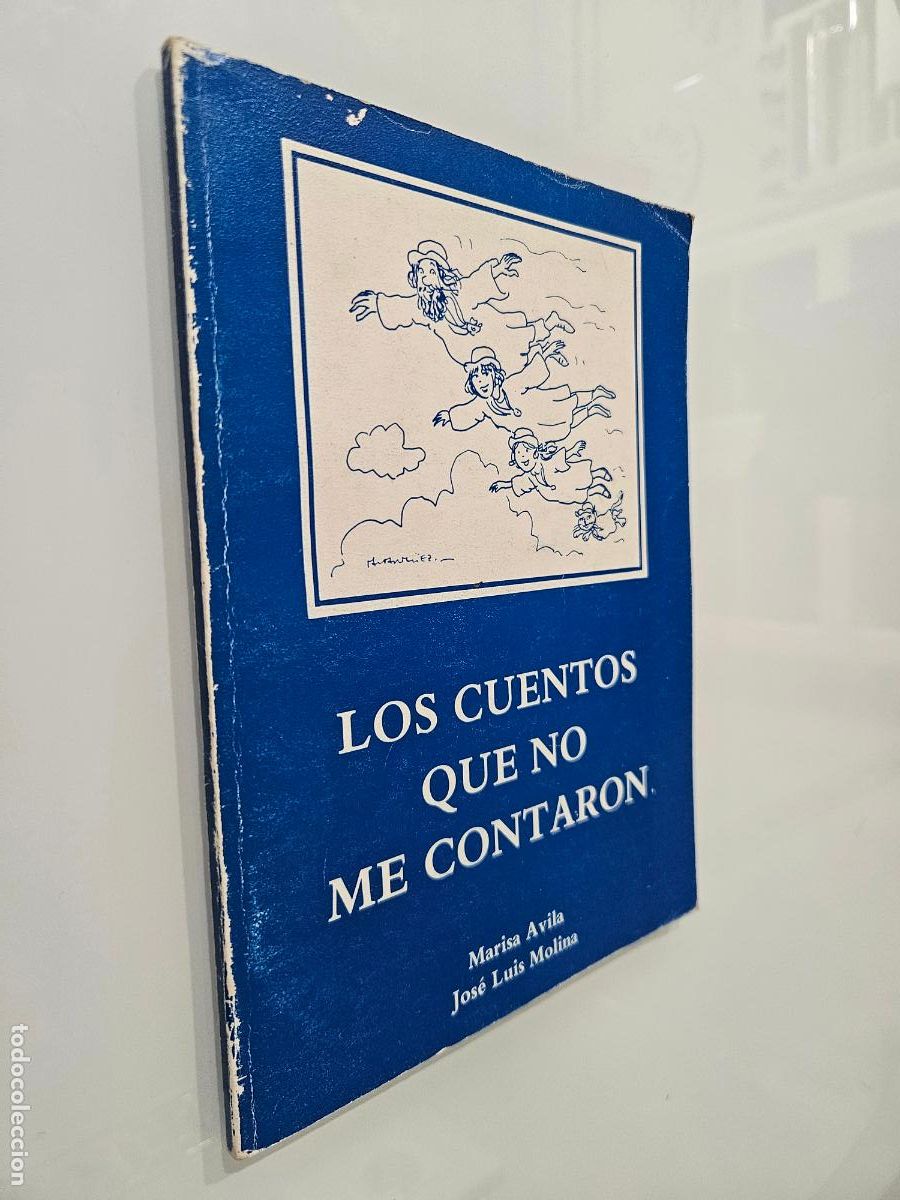 LOS CUENTOS
QUE NO
ME CONTARON
Marisa Avila
José Luis Molina
todocoleccion